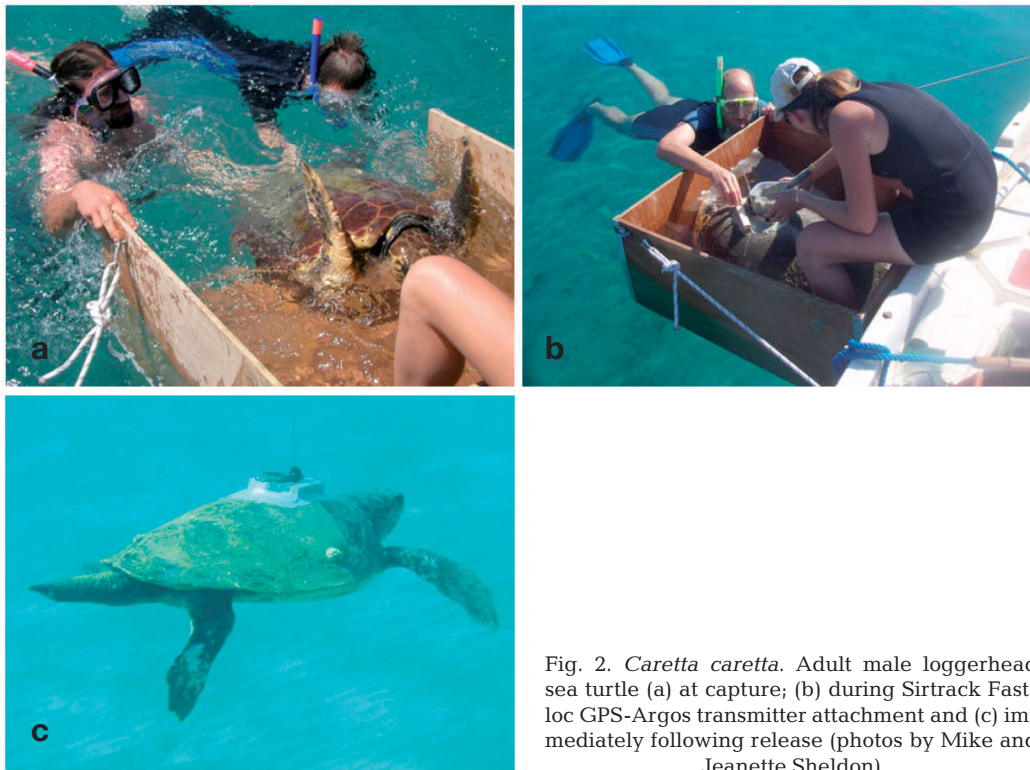 a
b
c
Fig. 2. Caretta caretta. Adult male loggerhead
sea turtle (a) at capture; (b) during Sirtrack Fast
loc GPS-Argos transmitter attachment and (c) im
mediately following release (photos by Mike and
Jeanette Sheldon)